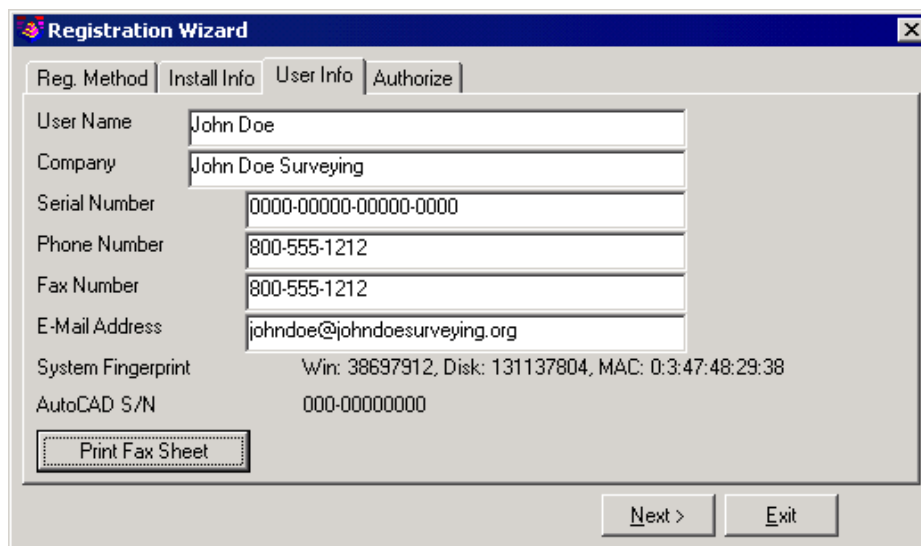 Registration Wizard
Reg. Method Install Info User Info Authorize
User Name John Doe
Company John Doe Surveying
Serial Number 0000-00000-00000-0000
Phone Number 800-555-1212
Fax Number 800-555-1212
E-Mail Address johndoe@johndoesurveying.org
System Fingerprint Win: 38697912, Disk: 131137804, MAC: 0:3:47:48:29:38
AutoCAD S/N 000-00000000
Print Fax Sheet
Next > Exit